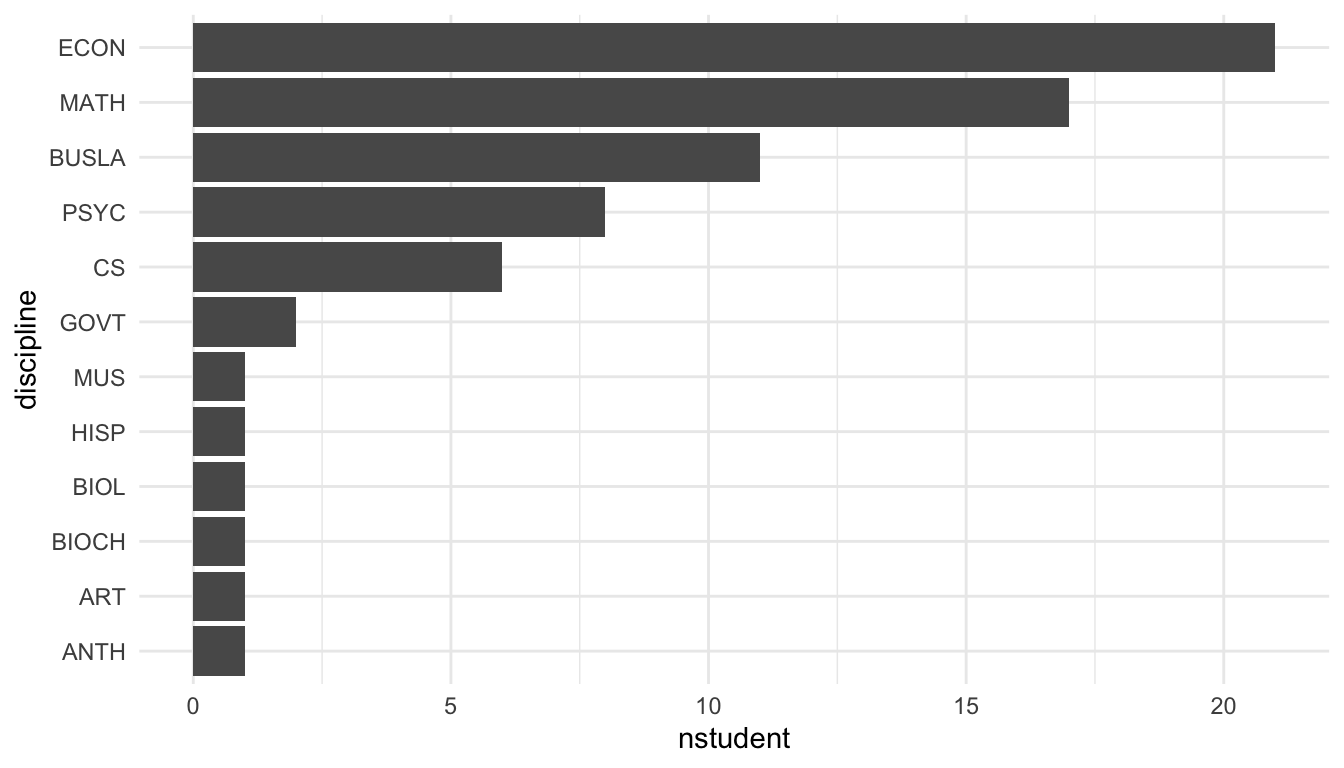 ECON
MATH
BUSLA
PSYC
CS
GOVT
MUS
HISP
BIOL
BIOCH
ART
ANTH
discipline
0 5 10 15 20
nstudent